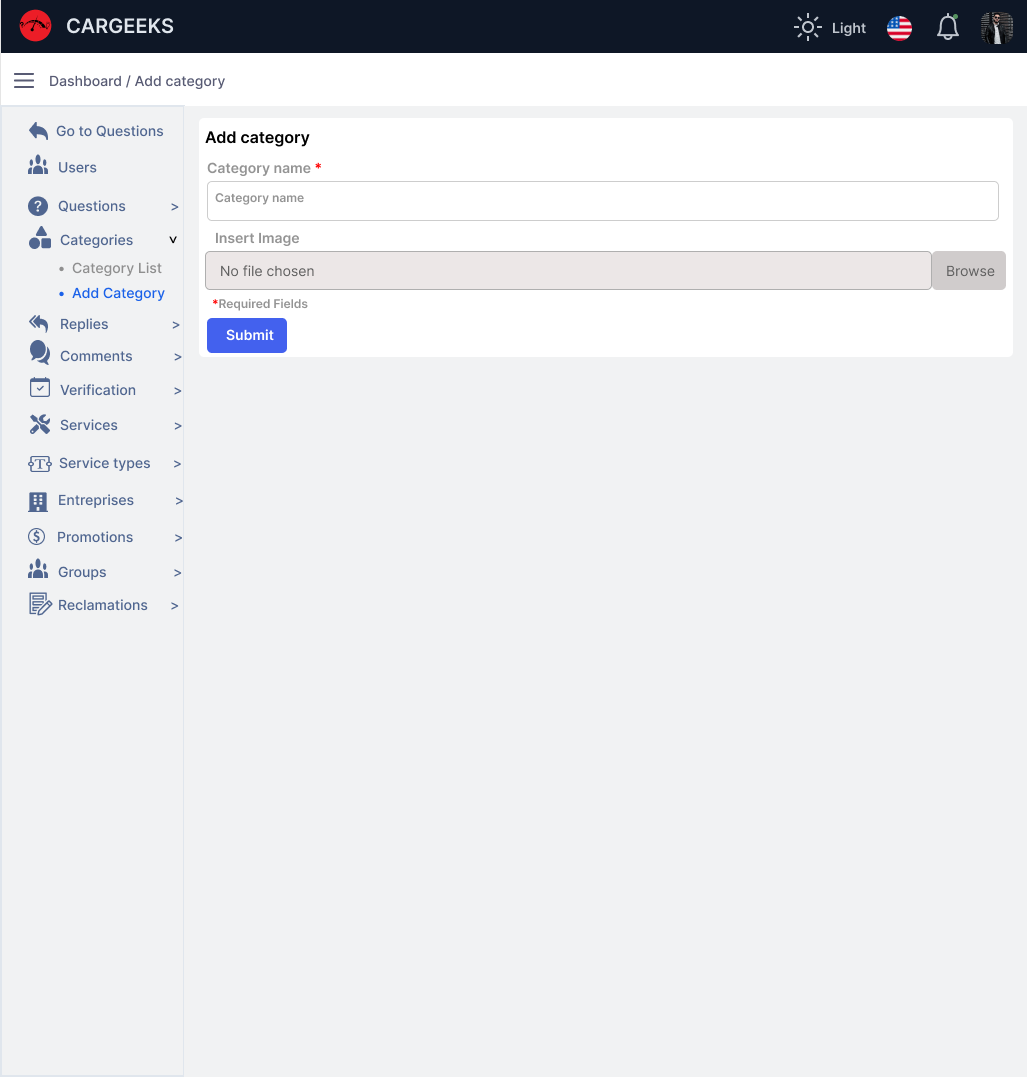 CARGEEKS
Light
Dashboard / Add category
Go to Questions
Users
Questions >
Categories v
• Category List
• Add Category
Replies >
Comments >
Verification >
Services >
Service types >
Entreprises >
Promotions >
Groups >
Reclamations >
Add category
Category name *
Category name
Insert Image
No file chosen Browse
*Required Fields
Submit